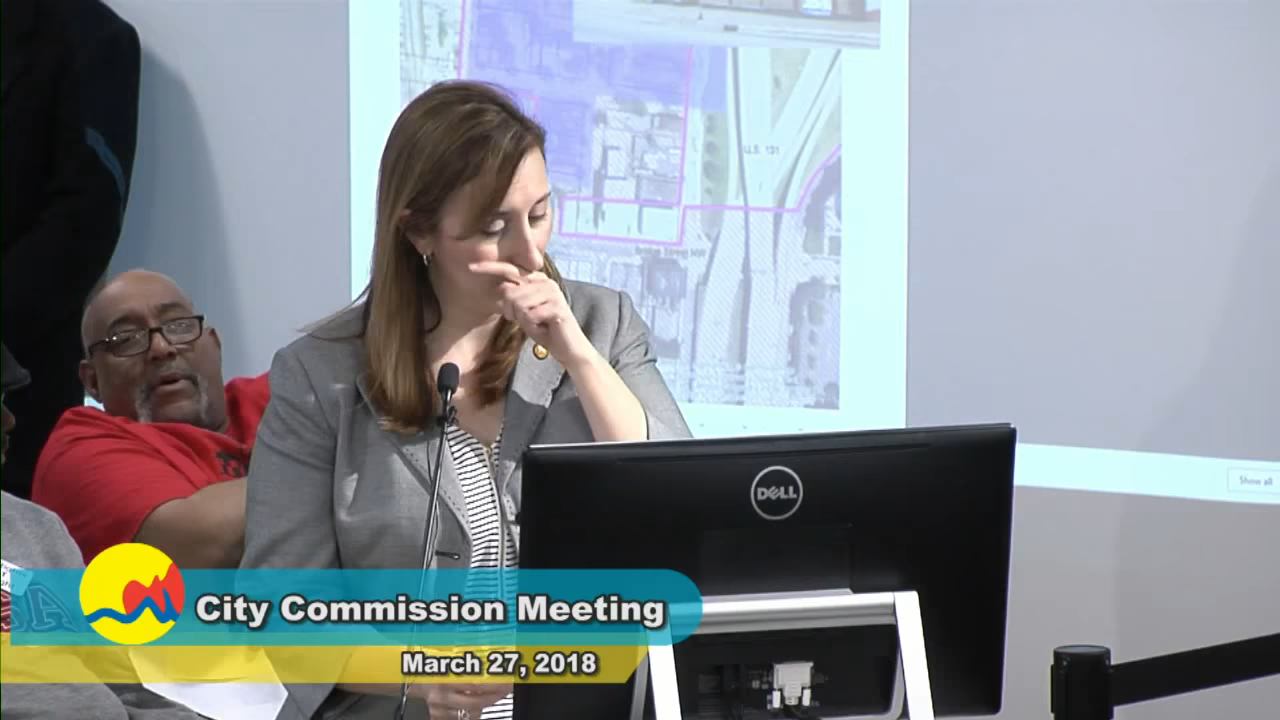 U.S. 131
Show all
DELL
City Commission Meeting
March 27, 2018